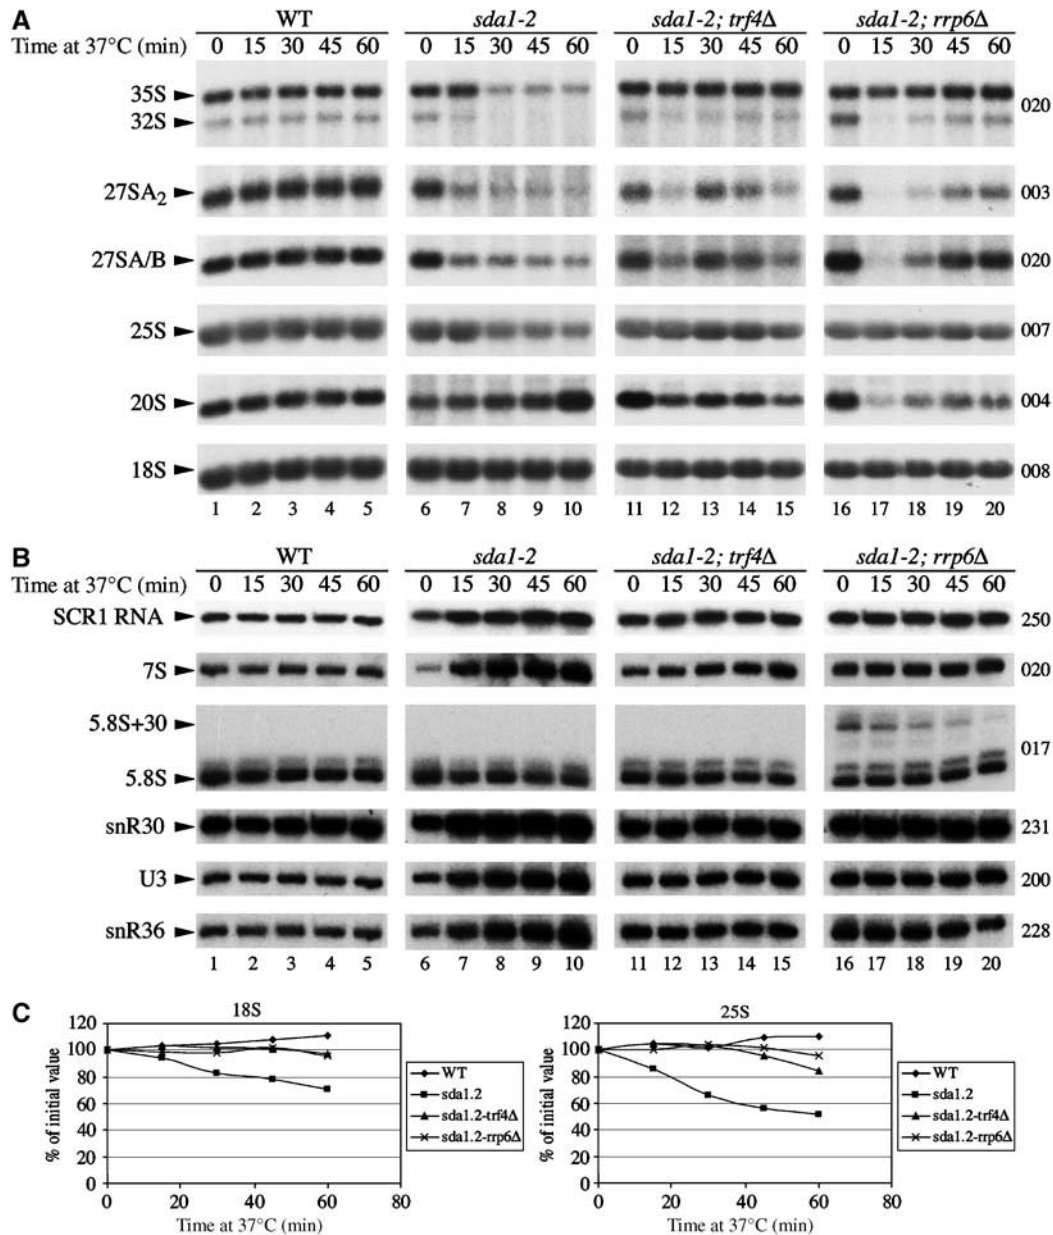 A
WT sda1-2 sda1-2; trf4Δ sda1-2; rrp6Δ
Time at 37°C (min) 0 15 30 45 60 0 15 30 45 60 0 15 30 45 60 0 15 30 45 60
35S
020
32S
27SA2 003
27SA/B 020
25S 007
20S 004
18S 008
1 2 3 4 5 6 7 8 9 10 11 12 13 14 15 16 17 18 19 20
B
WT sda1-2 sda1-2; trf4Δ sda1-2; rrp6Δ
Time at 37°C (min) 0 15 30 45 60 0 15 30 45 60 0 15 30 45 60 0 15 30 45 60
SCR1 RNA 250
7S 020
5.8S+30
017
5.8S
snR30 231
U3 200
snR36 228
1 2 3 4 5 6 7 8 9 10 11 12 13 14 15 16 17 18 19 20
C
18S
% of initial value
120
100
80
60
40
20
0
0 20 40 60 80
Time at 37°C (min)
WT
sda1.2
sda1.2-trf4Δ
sda1.2-rrp6Δ
25S
% of initial value
120
100
80
60
40
20
0
0 20 40 60 80
Time at 37°C (min)
WT
sda1.2
sda1.2-trf4Δ
sda1.2-rrp6Δ